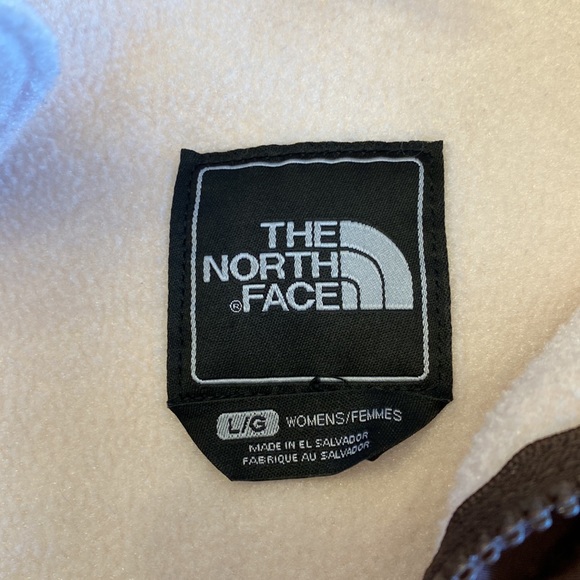 THE
NORTH
® FACE
L/G WOMENS/FEMMES
MADE IN EL SALVADOR
FABRIQUE AU SALVADOR